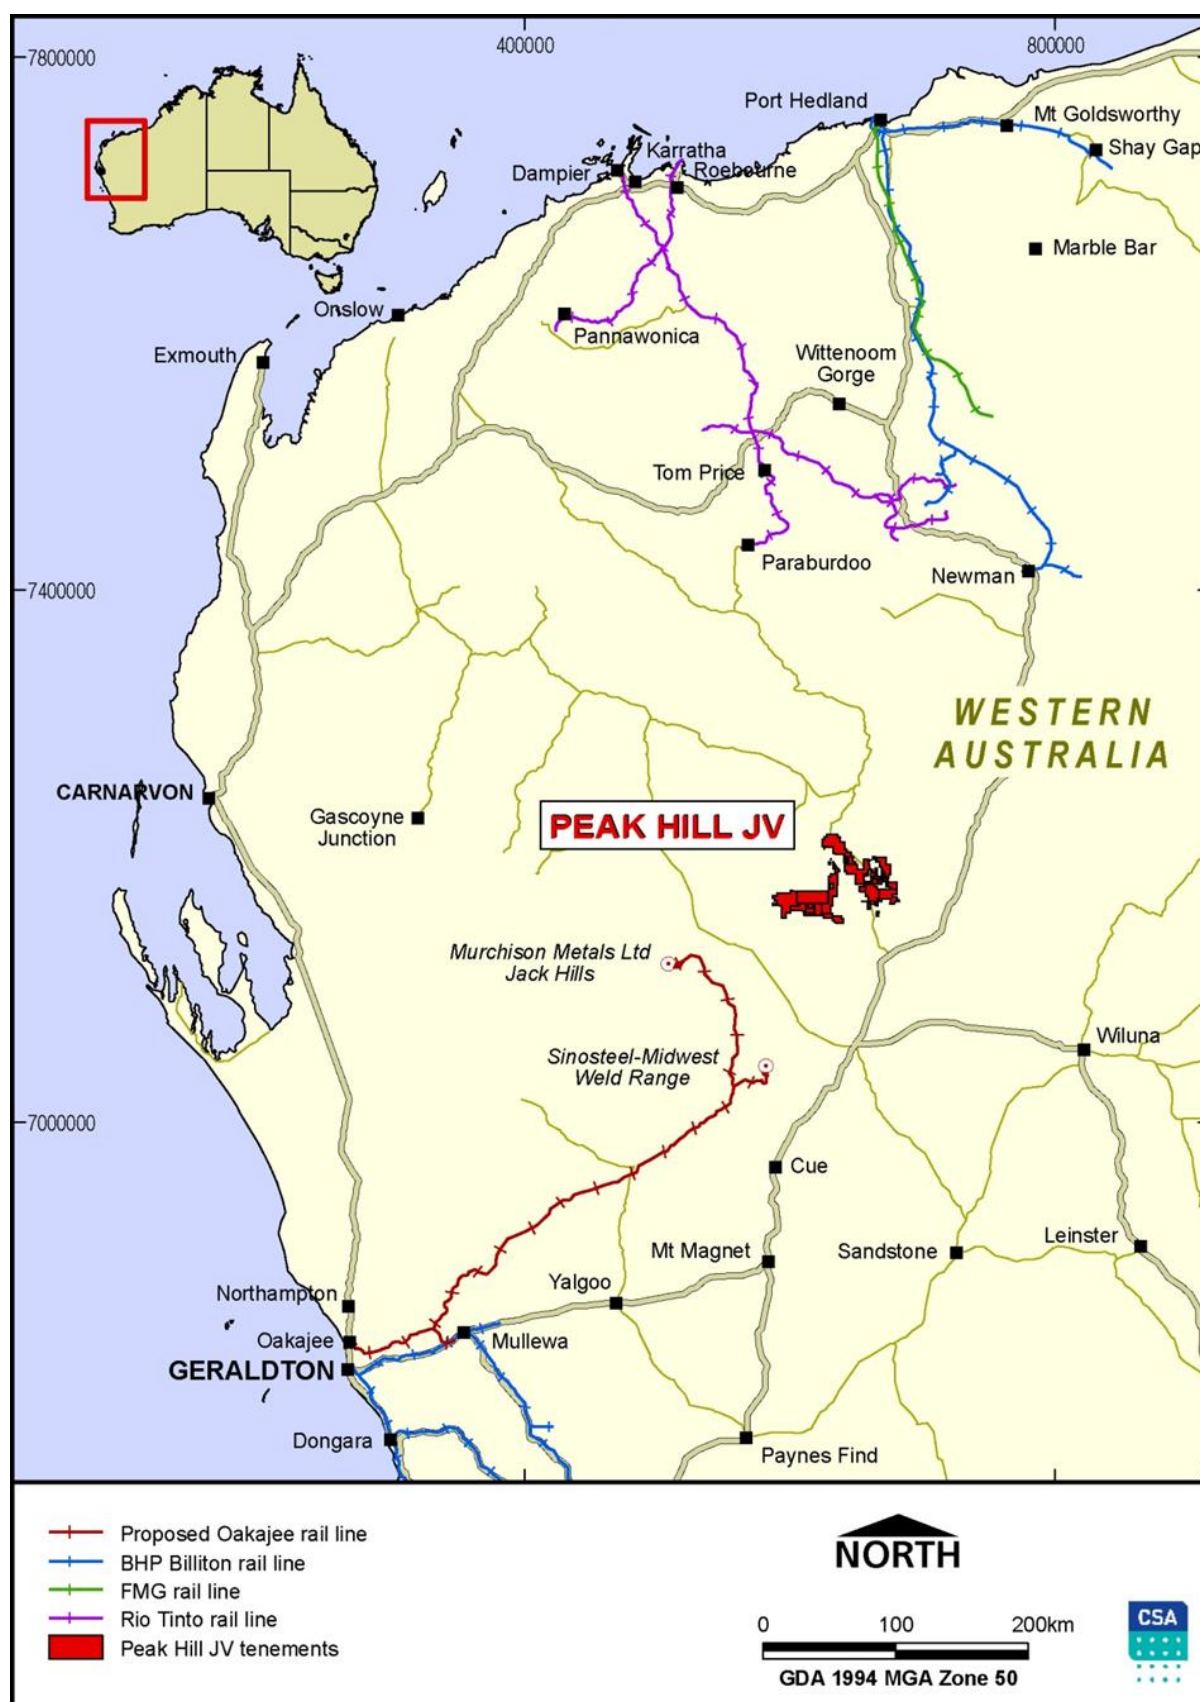 400000
800000
7800000
Port Hedland
Mt Goldsworthy
Shay Gap
Karratha
Dampier
Roebourne
Marble Bar
Onslow
Pannawonica
Exmouth
Wittenoom
Gorge
Tom Price
Paraburdoo
Newman
7400000
WESTERN
AUSTRALIA
CARNARVON
Gascoyne
Junction
PEAK HILL JV
Murchison Metals Ltd
Jack Hills
Sinosteel-Midwest
Weld Range
Wiluna
7000000
Cue
Mt Magnet
Sandstone
Leinster
Yalgoo
Northampton
Oakajee
Mullewa
GERALDTON
Dongara
Paynes Find
Proposed Oakajee rail line
BHP Billiton rail line
FMG rail line
Rio Tinto rail line
Peak Hill JV tenements
NORTH
0 100 200km
GDA 1994 MGA Zone 50
CSA